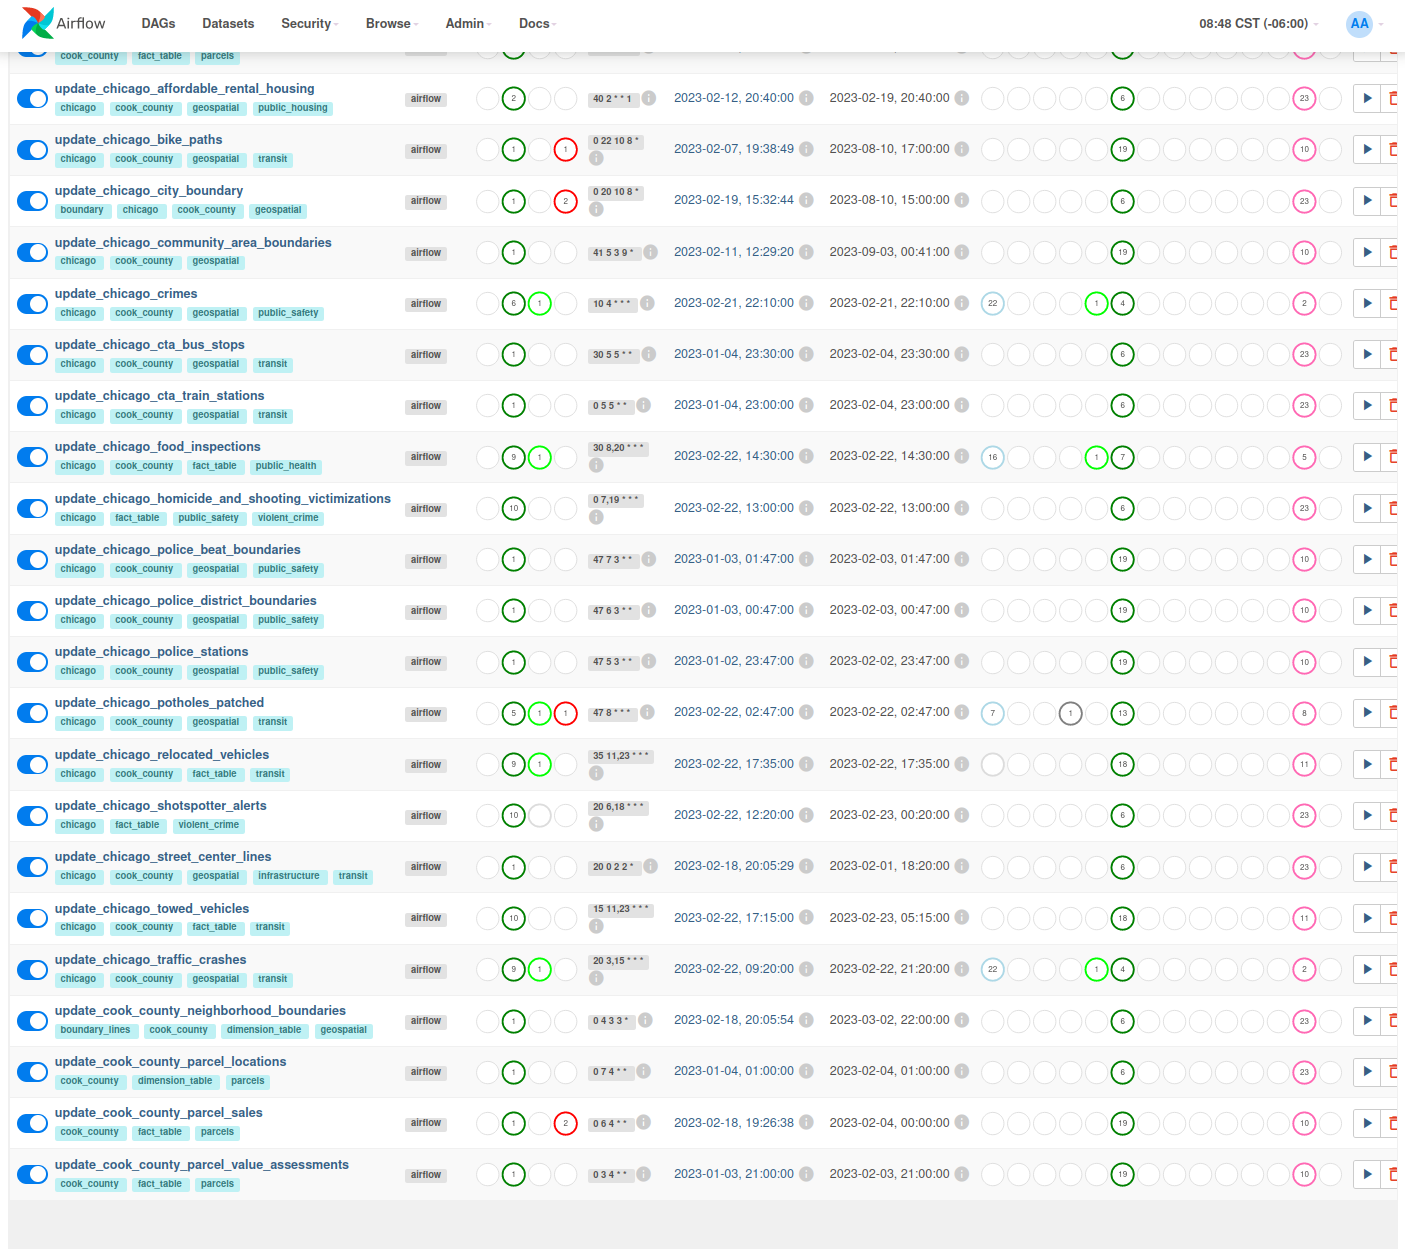 Airflow DAGs Datasets Security Browse Admin Docs 08:48 CST (-06:00) AA
cook_county fact_table parcels
update_chicago_affordable_rental_housing
chicago cook_county geospatial public_housing
airflow 2 40 2 * * 1 2023-02-12, 20:40:00 2023-02-19, 20:40:00 6 23
update_chicago_bike_paths
chicago cook_county geospatial transit
airflow 1 1 0 22 10 8 * 2023-02-07, 19:38:49 2023-08-10, 17:00:00 19 10
update_chicago_city_boundary
boundary chicago cook_county geospatial
airflow 1 2 0 20 10 8 * 2023-02-19, 15:32:44 2023-08-10, 15:00:00 6 23
update_chicago_community_area_boundaries
chicago cook_county geospatial
airflow 1 41 5 3 9 * 2023-02-11, 12:29:20 2023-09-03, 00:41:00 19 10
update_chicago_crimes
chicago cook_county geospatial public_safety
airflow 6 1 10 4 * * * 2023-02-21, 22:10:00 2023-02-21, 22:10:00 22 1 4 2
update_chicago_cta_bus_stops
chicago cook_county geospatial transit
airflow 1 30 5 5 * * 2023-01-04, 23:30:00 2023-02-04, 23:30:00 6 23
update_chicago_cta_train_stations
chicago cook_county geospatial transit
airflow 1 0 5 5 * * 2023-01-04, 23:00:00 2023-02-04, 23:00:00 6 23
update_chicago_food_inspections
chicago cook_county fact_table public_health
airflow 9 1 30 8,20 * * * 2023-02-22, 14:30:00 2023-02-22, 14:30:00 16 1 7 5
update_chicago_homicide_and_shooting_victimizations
chicago fact_table public_safety violent_crime
airflow 10 0 7,19 * * * 2023-02-22, 13:00:00 2023-02-22, 13:00:00 6 23
update_chicago_police_beat_boundaries
chicago cook_county geospatial public_safety
airflow 1 47 7 3 * * 2023-01-03, 01:47:00 2023-02-03, 01:47:00 19 10
update_chicago_police_district_boundaries
chicago cook_county geospatial public_safety
airflow 1 47 6 3 * * 2023-01-03, 00:47:00 2023-02-03, 00:47:00 19 10
update_chicago_police_stations
chicago cook_county geospatial public_safety
airflow 1 47 5 3 * * 2023-01-02, 23:47:00 2023-02-02, 23:47:00 19 10
update_chicago_potholes_patched
chicago cook_county geospatial transit
airflow 5 1 1 47 8 * * * 2023-02-22, 02:47:00 2023-02-22, 02:47:00 7 1 13 8
update_chicago_relocated_vehicles
chicago cook_county fact_table transit
airflow 9 1 35 11,23 * * * 2023-02-22, 17:35:00 2023-02-22, 17:35:00 18 11
update_chicago_shotspotter_alerts
chicago fact_table violent_crime
airflow 10 20 6,18 * * * 2023-02-22, 12:20:00 2023-02-23, 00:20:00 6 23
update_chicago_street_center_lines
chicago cook_county geospatial infrastructure transit
airflow 1 20 0 2 2 * 2023-02-18, 20:05:29 2023-02-01, 18:20:00 6 23
update_chicago_towed_vehicles
chicago cook_county fact_table transit
airflow 10 15 11,23 * * * 2023-02-22, 17:15:00 2023-02-23, 05:15:00 18 11
update_chicago_traffic_crashes
chicago cook_county geospatial transit
airflow 9 1 20 3,15 * * * 2023-02-22, 09:20:00 2023-02-22, 21:20:00 22 1 4 2
update_cook_county_neighborhood_boundaries
boundary_lines cook_county dimension_table geospatial
airflow 1 0 4 3 3 * 2023-02-18, 20:05:54 2023-03-02, 22:00:00 6 23
update_cook_county_parcel_locations
cook_county dimension_table parcels
airflow 1 0 7 4 * * 2023-01-04, 01:00:00 2023-02-04, 01:00:00 6 23
update_cook_county_parcel_sales
cook_county fact_table parcels
airflow 1 2 0 6 4 * * 2023-02-18, 19:26:38 2023-02-04, 00:00:00 19 10
update_cook_county_parcel_value_assessments
cook_county fact_table parcels
airflow 1 0 3 4 * * 2023-01-03, 21:00:00 2023-02-03, 21:00:00 19 10